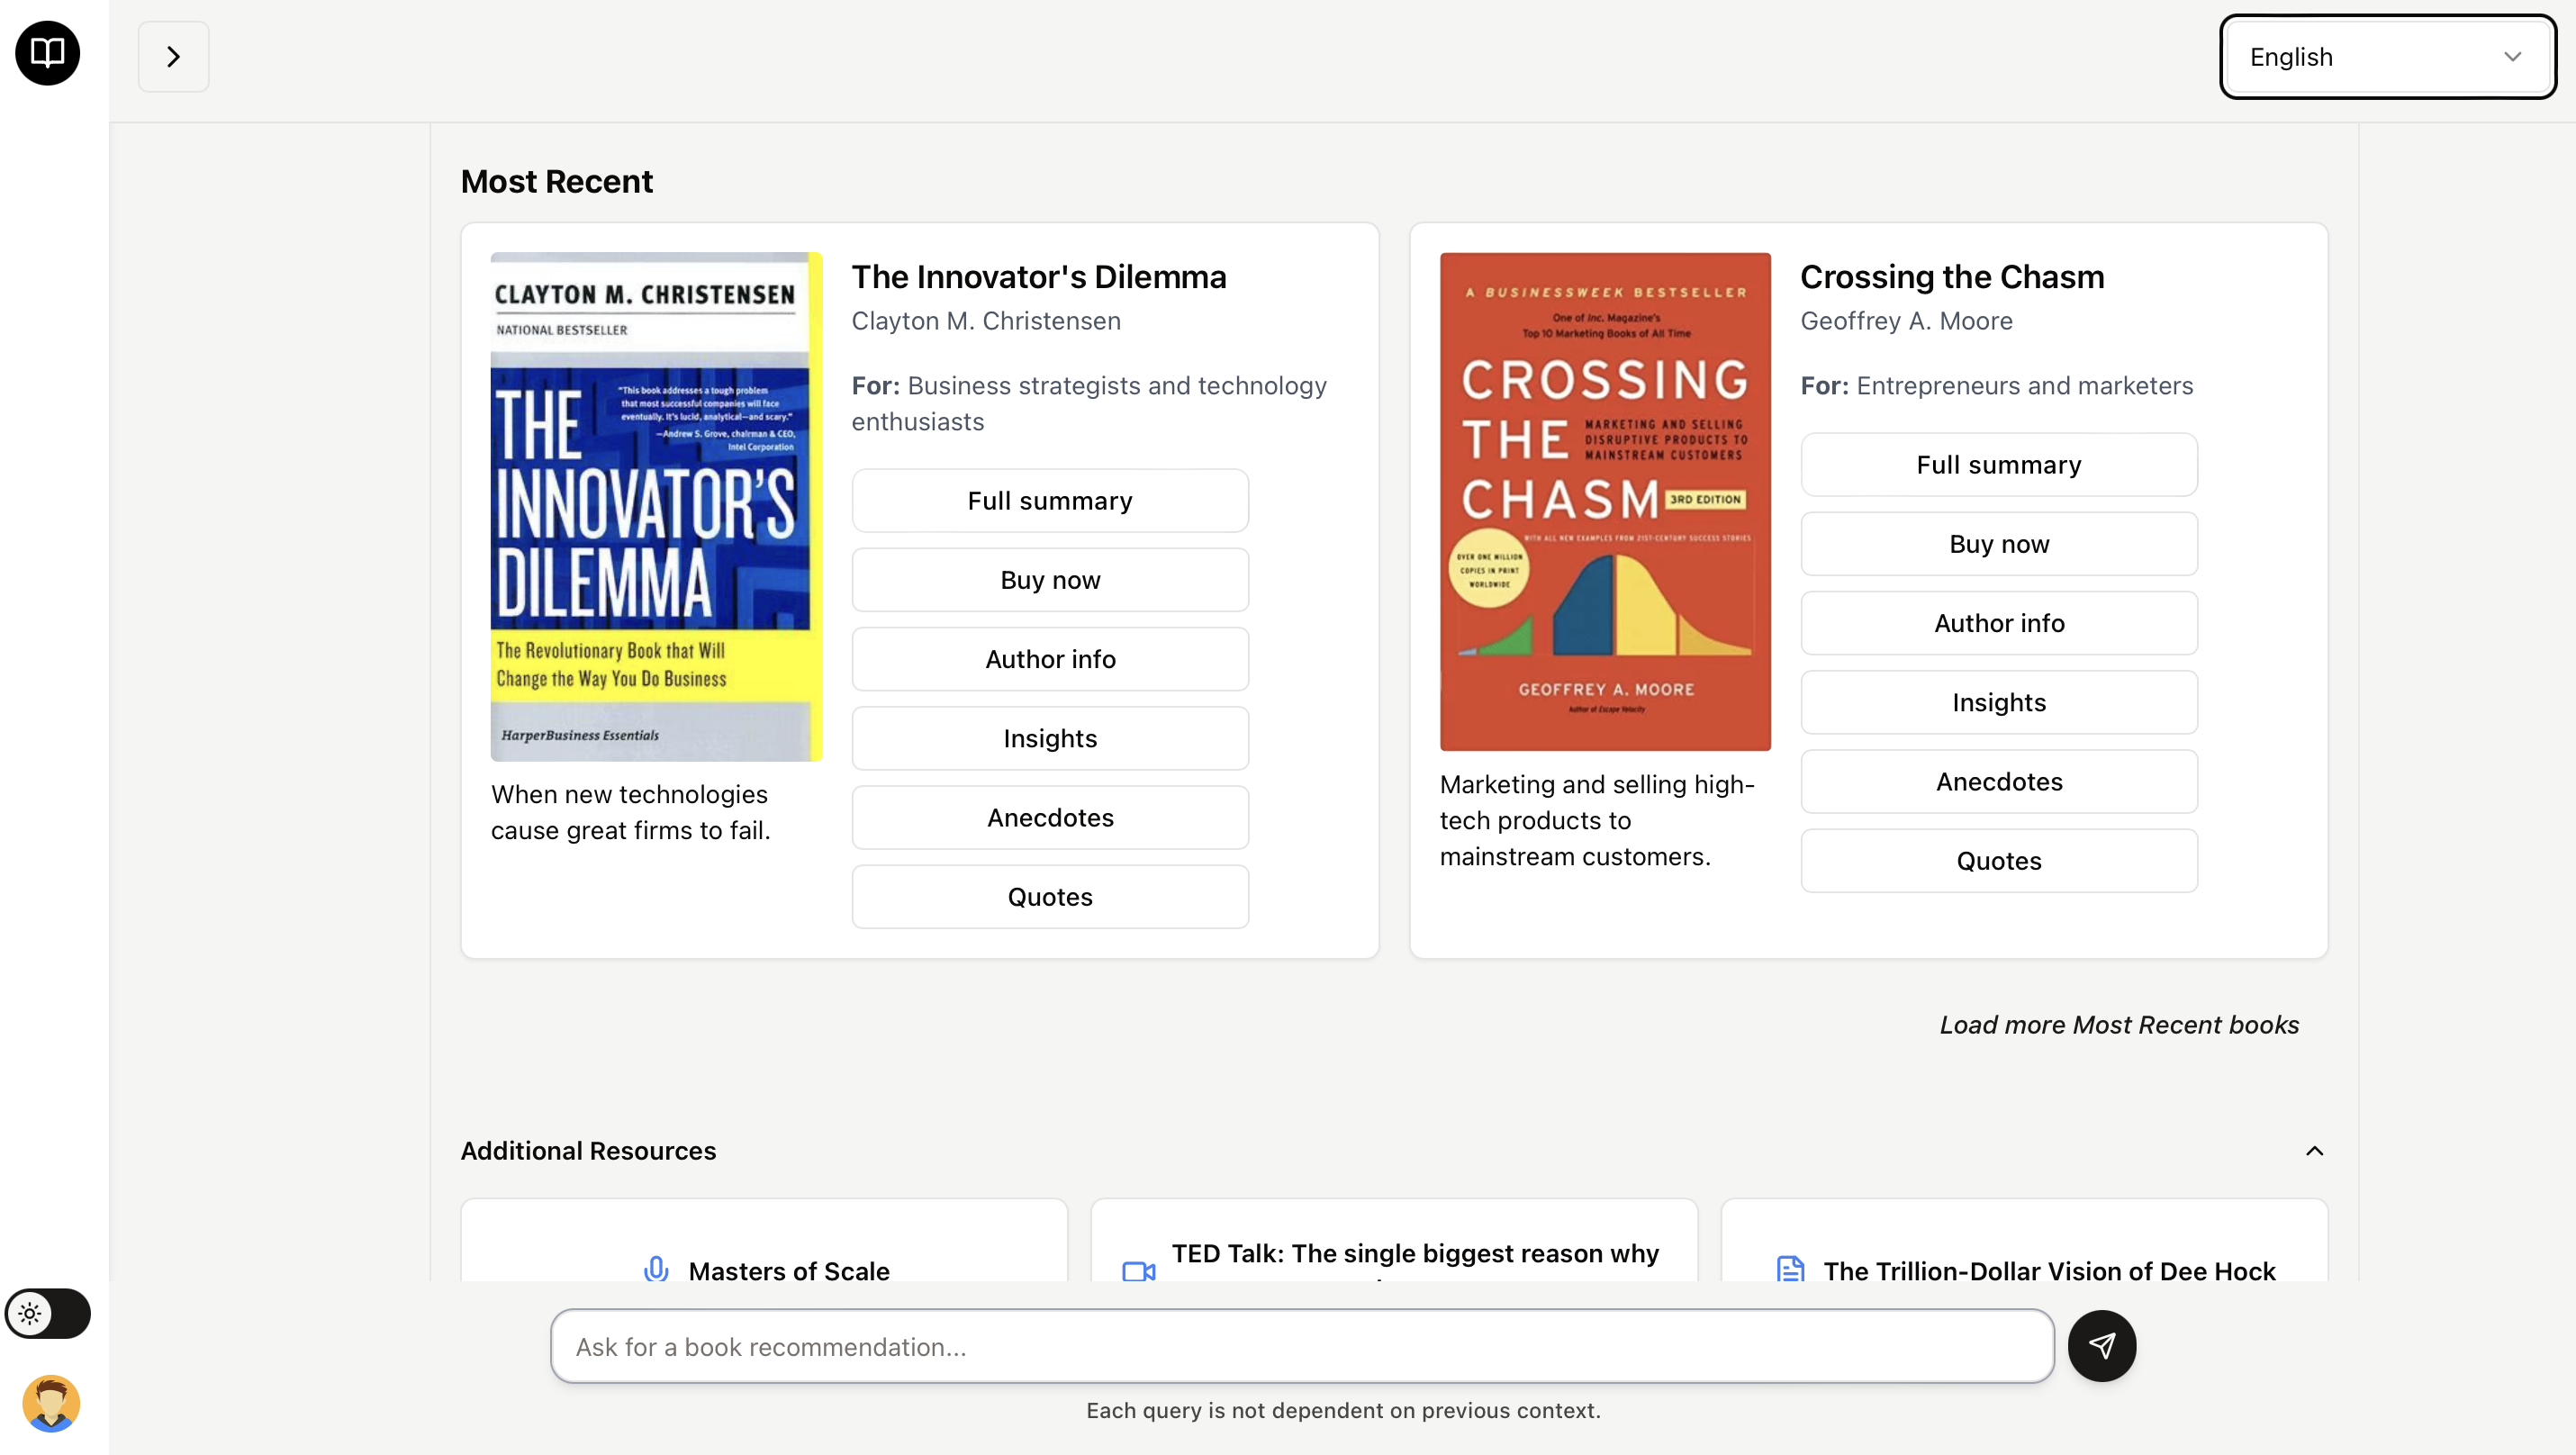 English
Most Recent
CLAYTON M. CHRISTENSEN
NATIONAL BESTSELLER
"This book addresses a tough problem
that most successful companies will face
eventually. It's lucid, analytical—and scary."
—Andrew S. Grove, chairman & CEO,
Intel Corporation
THE
INNOVATOR'S
DILEMMA
The Revolutionary Book that Will
Change the Way You Do Business
HarperBusiness Essentials
When new technologies
cause great firms to fail.
The Innovator's Dilemma
Clayton M. Christensen
For: Business strategists and technology
enthusiasts
Full summary
Buy now
Author info
Insights
Anecdotes
Quotes
A BUSINESSWEEK BESTSELLER
One of Inc. Magazine's
Top 10 Marketing Books of All Time
CROSSING
THE
MARKETING AND SELLING
DISRUPTIVE PRODUCTS TO
MAINSTREAM CUSTOMERS
CHASM
3RD EDITION
WITH ALL NEW EXAMPLES FROM 21ST-CENTURY SUCCESS STORIES
OVER ONE MILLION
COPIES IN PRINT
WORLDWIDE
GEOFFREY A. MOORE
Author of Escape Velocity
Marketing and selling high-
tech products to
mainstream customers.
Crossing the Chasm
Geoffrey A. Moore
For: Entrepreneurs and marketers
Full summary
Buy now
Author info
Insights
Anecdotes
Quotes
Load more Most Recent books
Additional Resources
Masters of Scale
TED Talk: The single biggest reason why
The Trillion-Dollar Vision of Dee Hock
Ask for a book recommendation...
Each query is not dependent on previous context.